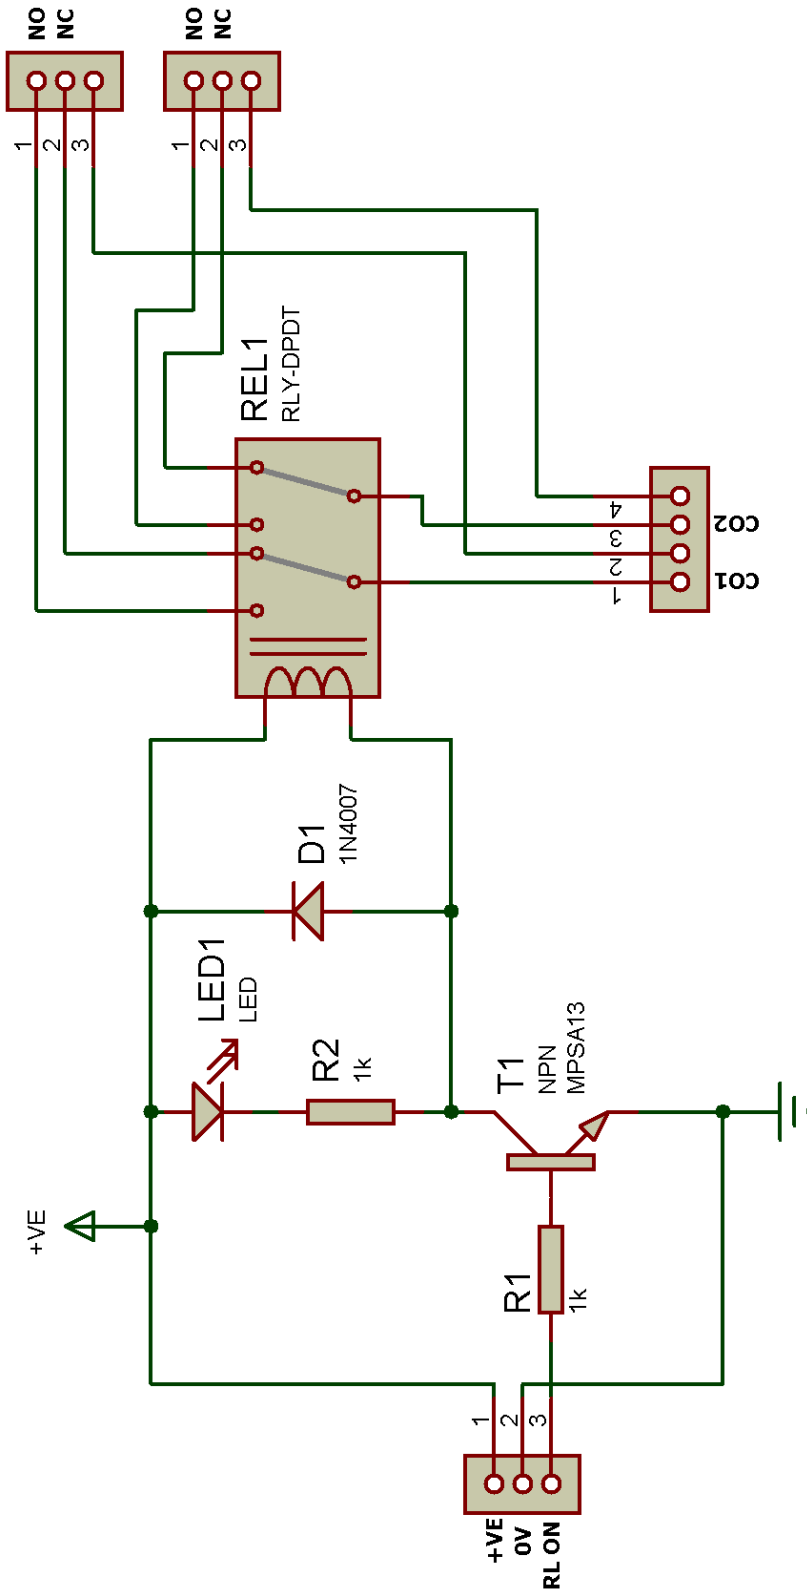 NO
NC
1
2
3
NO
NC
1
2
3
REL1
RLY-DPDT
4
3
2
1
CO2
CO1
D1
1N4007
LED1
LED
R2
1k
T1
NPN
MPSA13
+VE
R1
1k
1
2
3
+VE
0V
RL ON